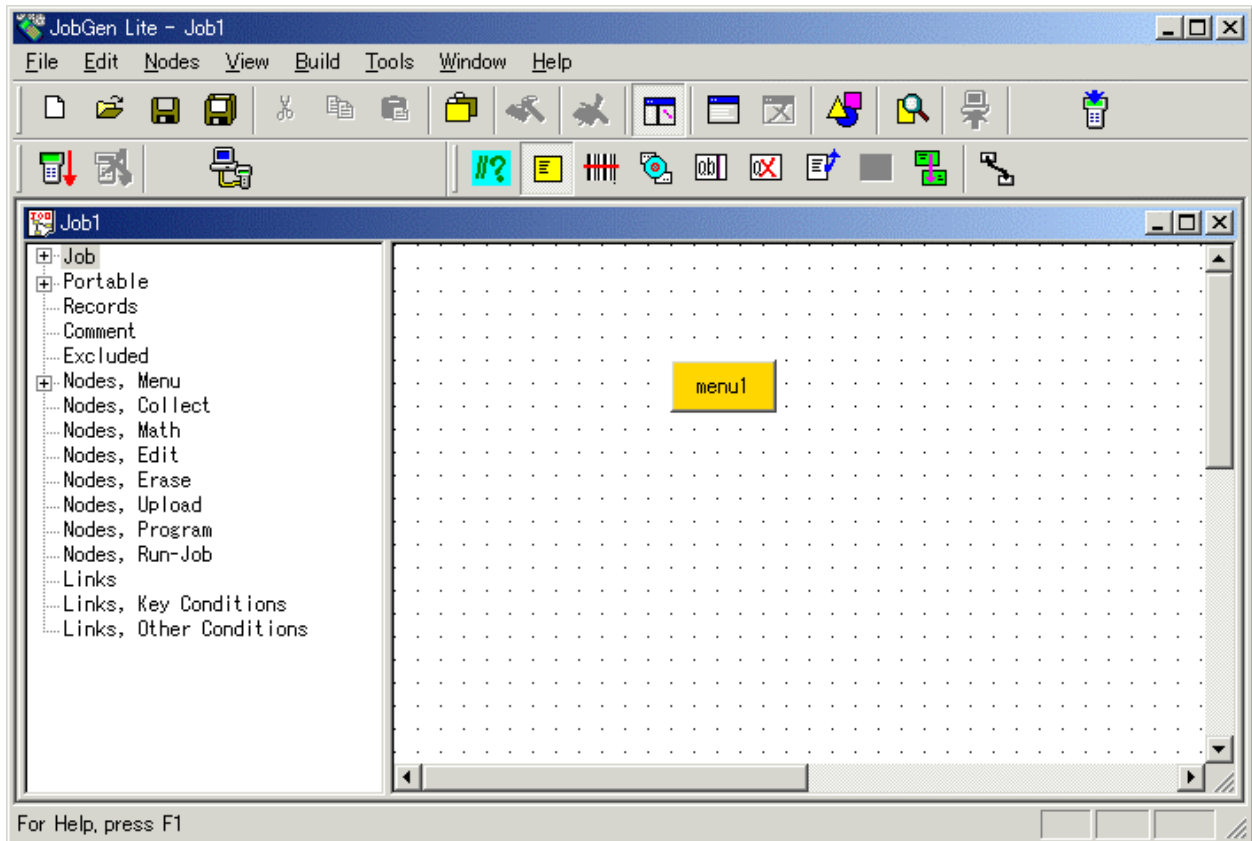 JobGen Lite - Job1
File Edit Nodes View Build Tools Window Help
//? ab
Job1
Job
Portable
Records
Comment
Excluded
Nodes, Menu
Nodes, Collect
Nodes, Math
Nodes, Edit
Nodes, Erase
Nodes, Upload
Nodes, Program
Nodes, Run-Job
Links
Links, Key Conditions
Links, Other Conditions
menu1
For Help, press F1